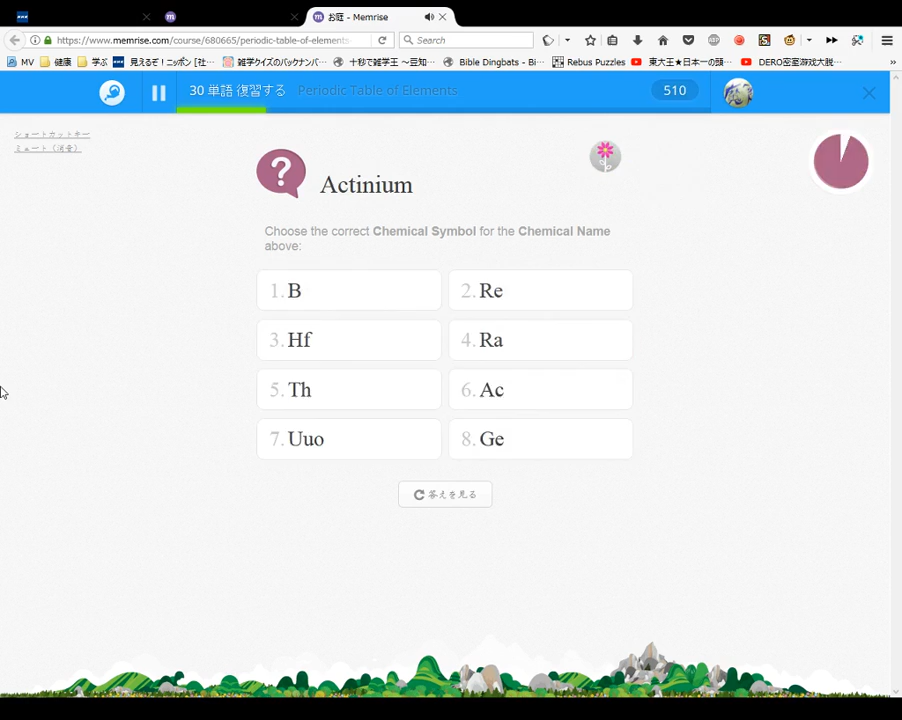 お庭 - Memrise
https://www.memrise.com/course/680665/periodic-table-of-elements-
Search
MV
健康
学ぶ
見えるぞ！ニッポン [社…
雑学クイズのバックナンバ…
十秒で雑学王 ～豆知…
Bible Dingbats - Bi…
Rebus Puzzles
東大王★日本一の頭…
DERO密室游戏大脱…
30 単語 復習する
Periodic Table of Elements
510
ショートカットキー
ミュート（消音）
Actinium
Choose the correct Chemical Symbol for the Chemical Name
above:
1. B
2. Re
3. Hf
4. Ra
5. Th
6. Ac
7. Uuo
8. Ge
答えを見る